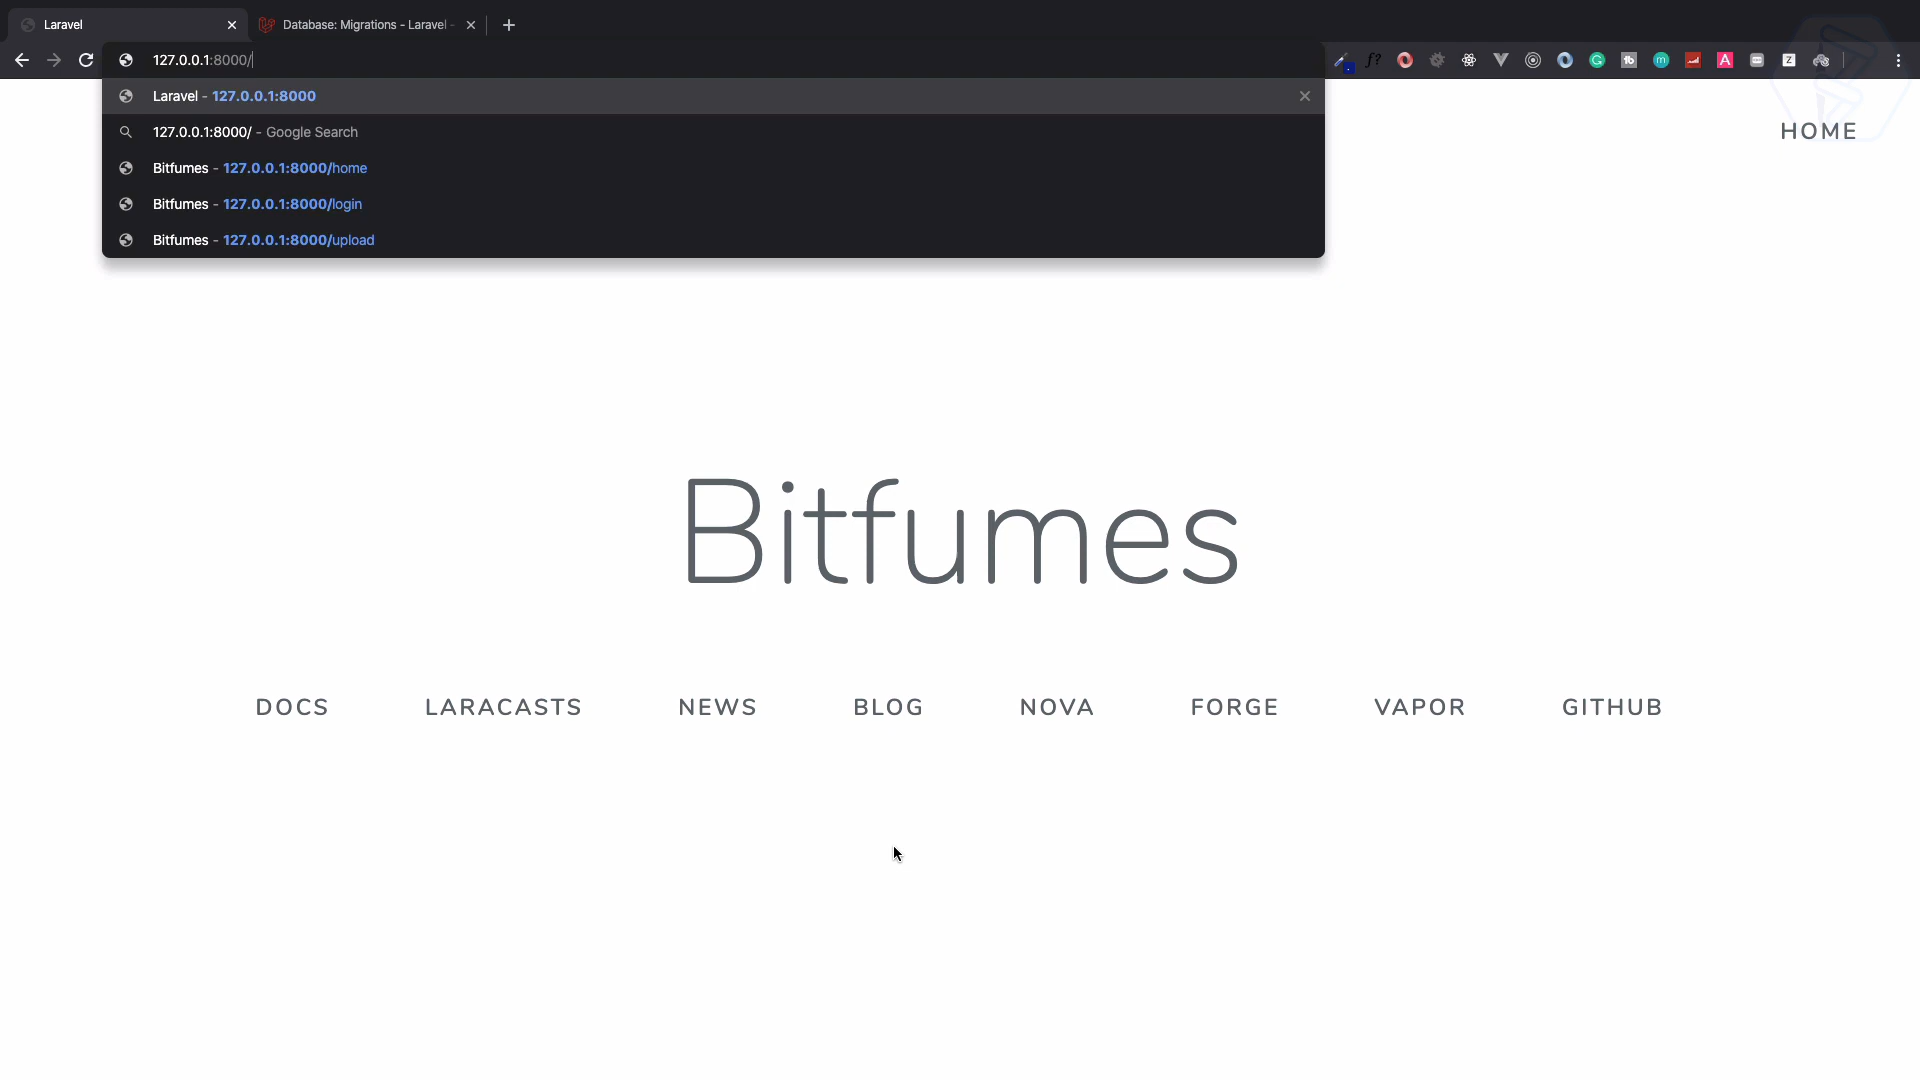 Laravel
Database: Migrations - Laravel -
127.0.0.1:8000/
Laravel - 127.0.0.1:8000
127.0.0.1:8000/ - Google Search
Bitfumes - 127.0.0.1:8000/home
Bitfumes - 127.0.0.1:8000/login
Bitfumes - 127.0.0.1:8000/upload
HOME
Bitfumes
DOCS LARACASTS NEWS BLOG NOVA FORGE VAPOR GITHUB